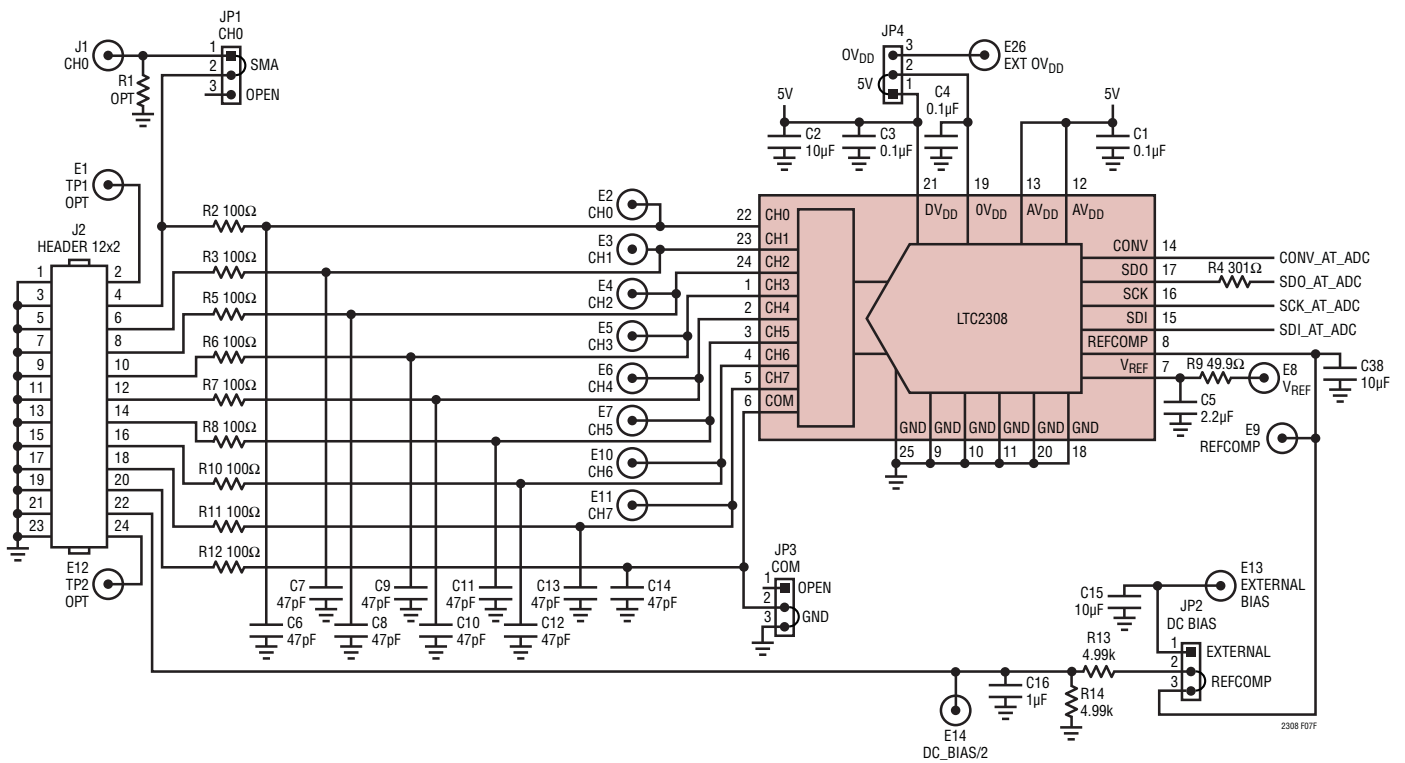 JP1
CH0
J1
CH0
1
2
3
SMA
OPEN
R1
OPT
E1
TP1
OPT
J2
HEADER 12x2
1
3
5
7
9
11
13
15
17
19
21
23
2
4
6
8
10
12
14
16
18
20
22
24
E12
TP2
OPT
R2 100Ω
R3 100Ω
R5 100Ω
R6 100Ω
R7 100Ω
R8 100Ω
R10 100Ω
R11 100Ω
R12 100Ω
C7
47pF
C9
47pF
C11
47pF
C13
47pF
C14
47pF
C6
47pF
C8
47pF
C10
47pF
C12
47pF
E2
CH0
E3
CH1
E4
CH2
E5
CH3
E6
CH4
E7
CH5
E10
CH6
E11
CH7
JP3
COM
1
2
3
OPEN
GND
JP4
OVDD
5V
3
2
1
E26
EXT OVDD
5V
C2
10µF
C3
0.1µF
C4
0.1µF
5V
C1
0.1µF
21
19
13
12
DVDD
OVDD
AVDD
AVDD
22
CH0
23
CH1
24
CH2
1
CH3
2
CH4
3
CH5
4
CH6
5
CH7
6
COM
LTC2308
CONV
14
CONV_AT_ADC
SDO
17
R4 301Ω
SDO_AT_ADC
SCK
16
SCK_AT_ADC
SDI
15
SDI_AT_ADC
REFCOMP
8
VREF
7
R9 49.9Ω
E8
VREF
C38
10µF
C5
2.2µF
E9
REFCOMP
GND
GND
GND
GND
GND
25
9
10
11
20
18
C15
10µF
E13
EXTERNAL
BIAS
JP2
DC BIAS
1
2
3
EXTERNAL
REFCOMP
R13
4.99k
R14
4.99k
C16
1µF
E14
DC_BIAS/2
2308 F07F